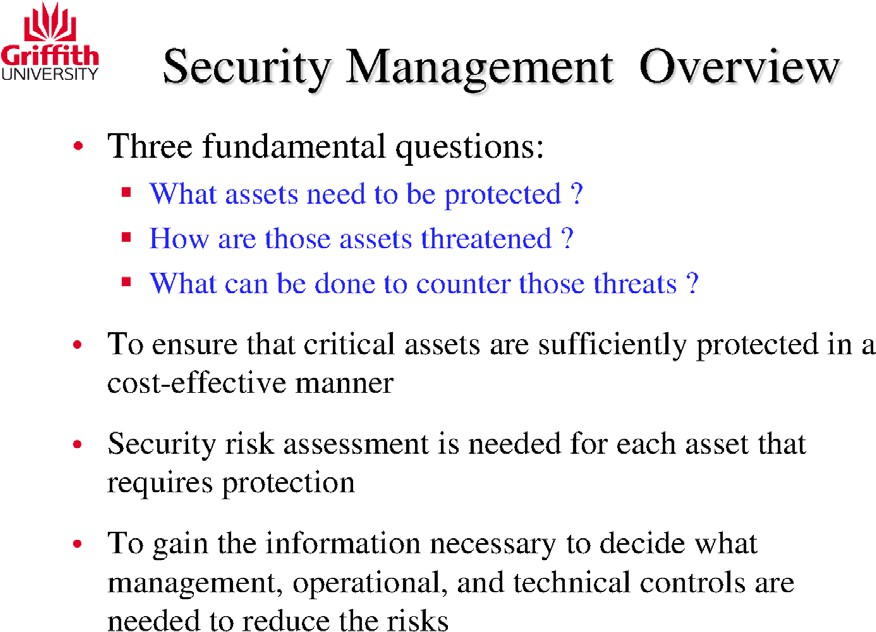 Griffith
UNIVERSITY
Security Management Overview
• Three fundamental questions:
▪ What assets need to be protected ?
▪ How are those assets threatened ?
▪ What can be done to counter those threats ?
• To ensure that critical assets are sufficiently protected in a
cost-effective manner
• Security risk assessment is needed for each asset that
requires protection
• To gain the information necessary to decide what
management, operational, and technical controls are
needed to reduce the risks